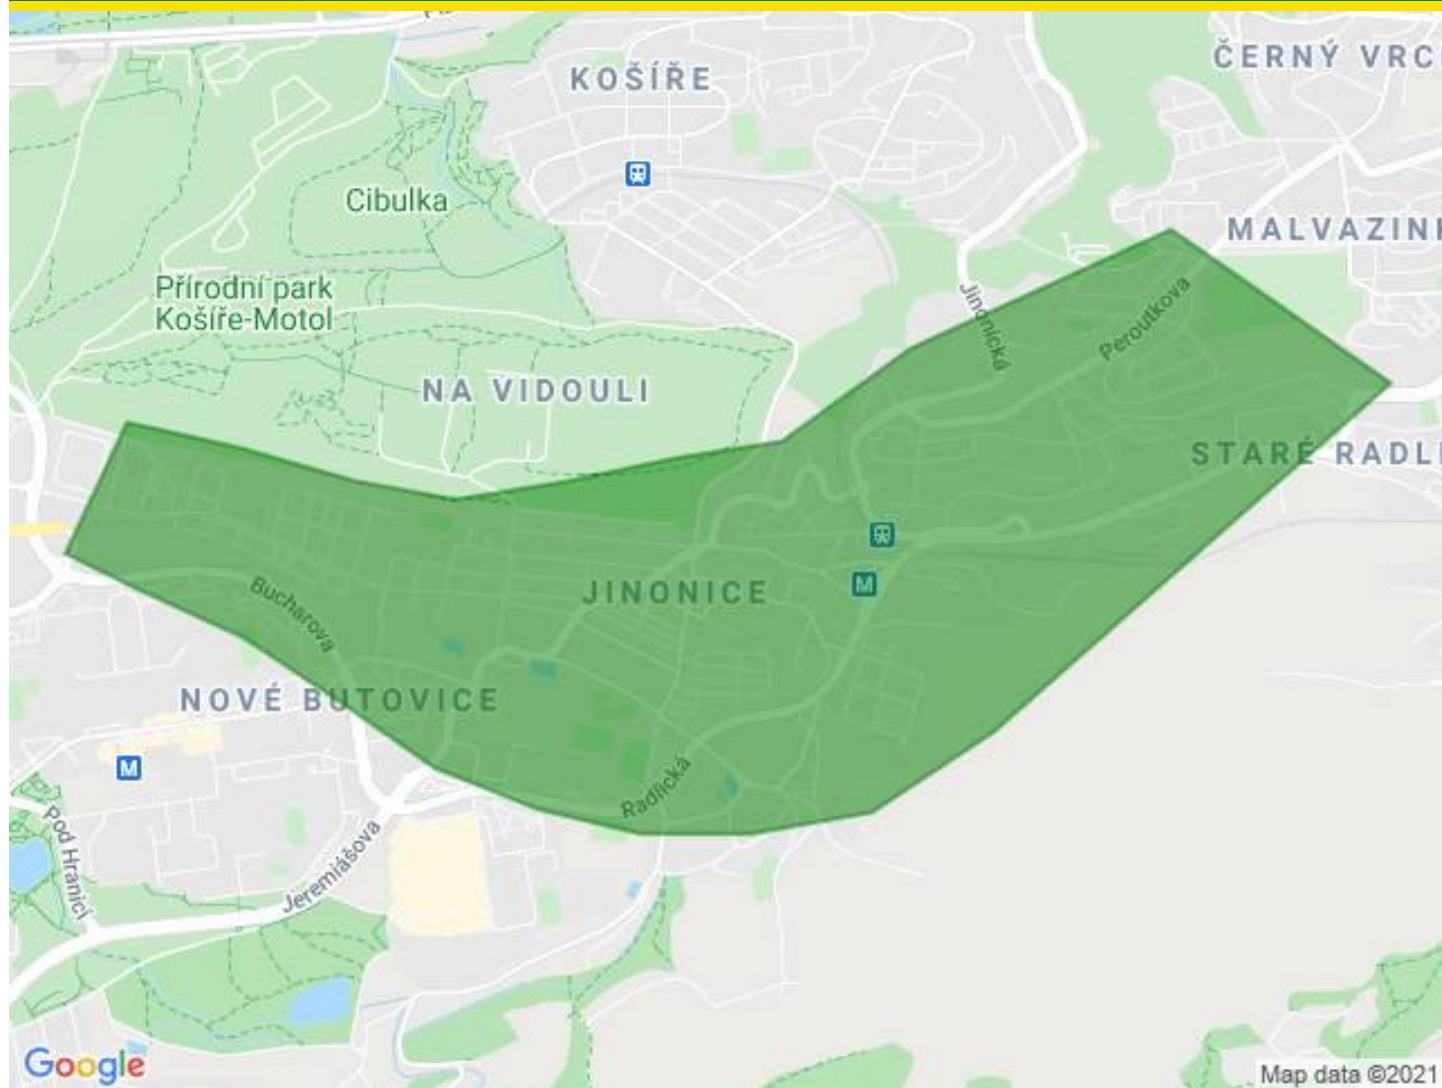 KOŠÍŘE
ČERNÝ VRC
Cibulka
MALVAZINK
Přírodní park
Košíře-Motol
Jinonická
Peroutkova
NA VIDOULI
STARÉ RADLI
M
JINONICE
Bucharova
NOVÉ BUTOVICE
M
Radlická
Pod Hranicí
Jeremiášova
Google
Map data ©2021